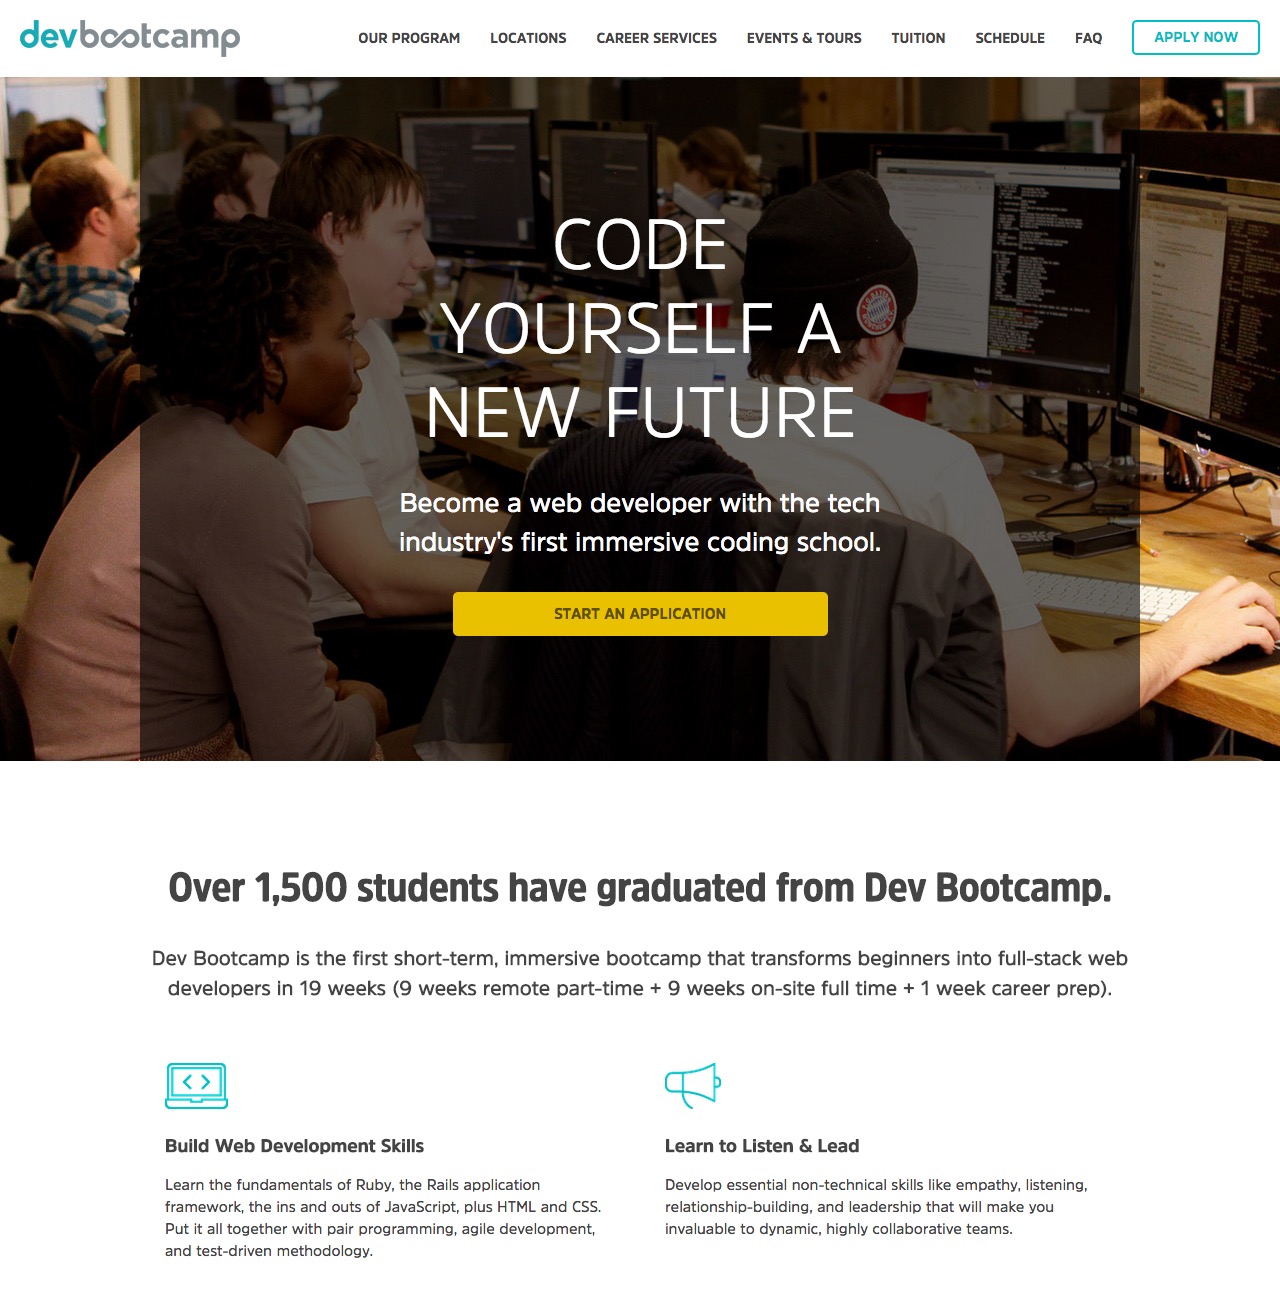 devbootcamp
OUR PROGRAM LOCATIONS CAREER SERVICES EVENTS & TOURS TUITION SCHEDULE FAQ APPLY NOW
CODE
YOURSELF A
NEW FUTURE
Become a web developer with the tech
industry's first immersive coding school.
START AN APPLICATION
Over 1,500 students have graduated from Dev Bootcamp.
Dev Bootcamp is the first short-term, immersive bootcamp that transforms beginners into full-stack web
developers in 19 weeks (9 weeks remote part-time + 9 weeks on-site full time + 1 week career prep).
Build Web Development Skills
Learn the fundamentals of Ruby, the Rails application
framework, the ins and outs of JavaScript, plus HTML and CSS.
Put it all together with pair programming, agile development,
and test-driven methodology.
Learn to Listen & Lead
Develop essential non-technical skills like empathy, listening,
relationship-building, and leadership that will make you
invaluable to dynamic, highly collaborative teams.